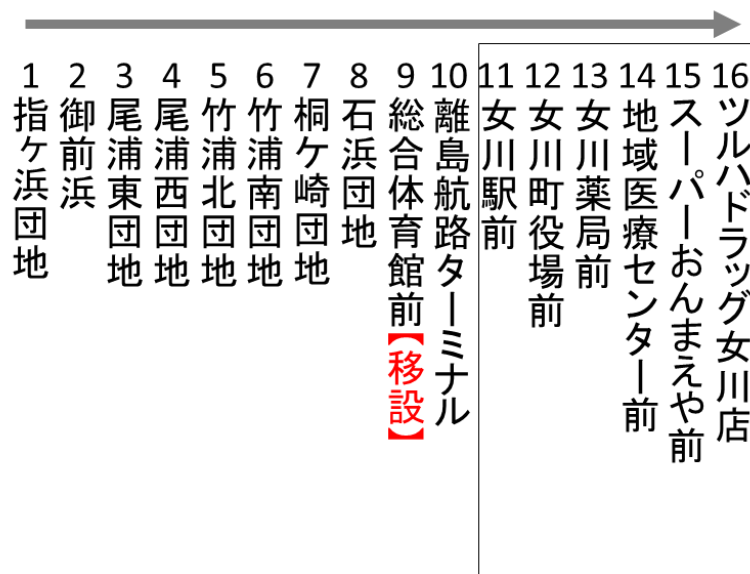 1 指ヶ浜団地
2 御前浜
3 尾浦東団地
4 尾浦西団地
5 竹浦北団地
6 竹浦南団地
7 桐ケ崎団地
8 石浜団地
9 総合体育館前【移設】
10 離島航路ターミナル
11 女川駅前
12 女川町役場前
13 女川薬局前
14 地域医療センター前
15 スーパーおんまえや前
16 ツルハドラッグ女川店